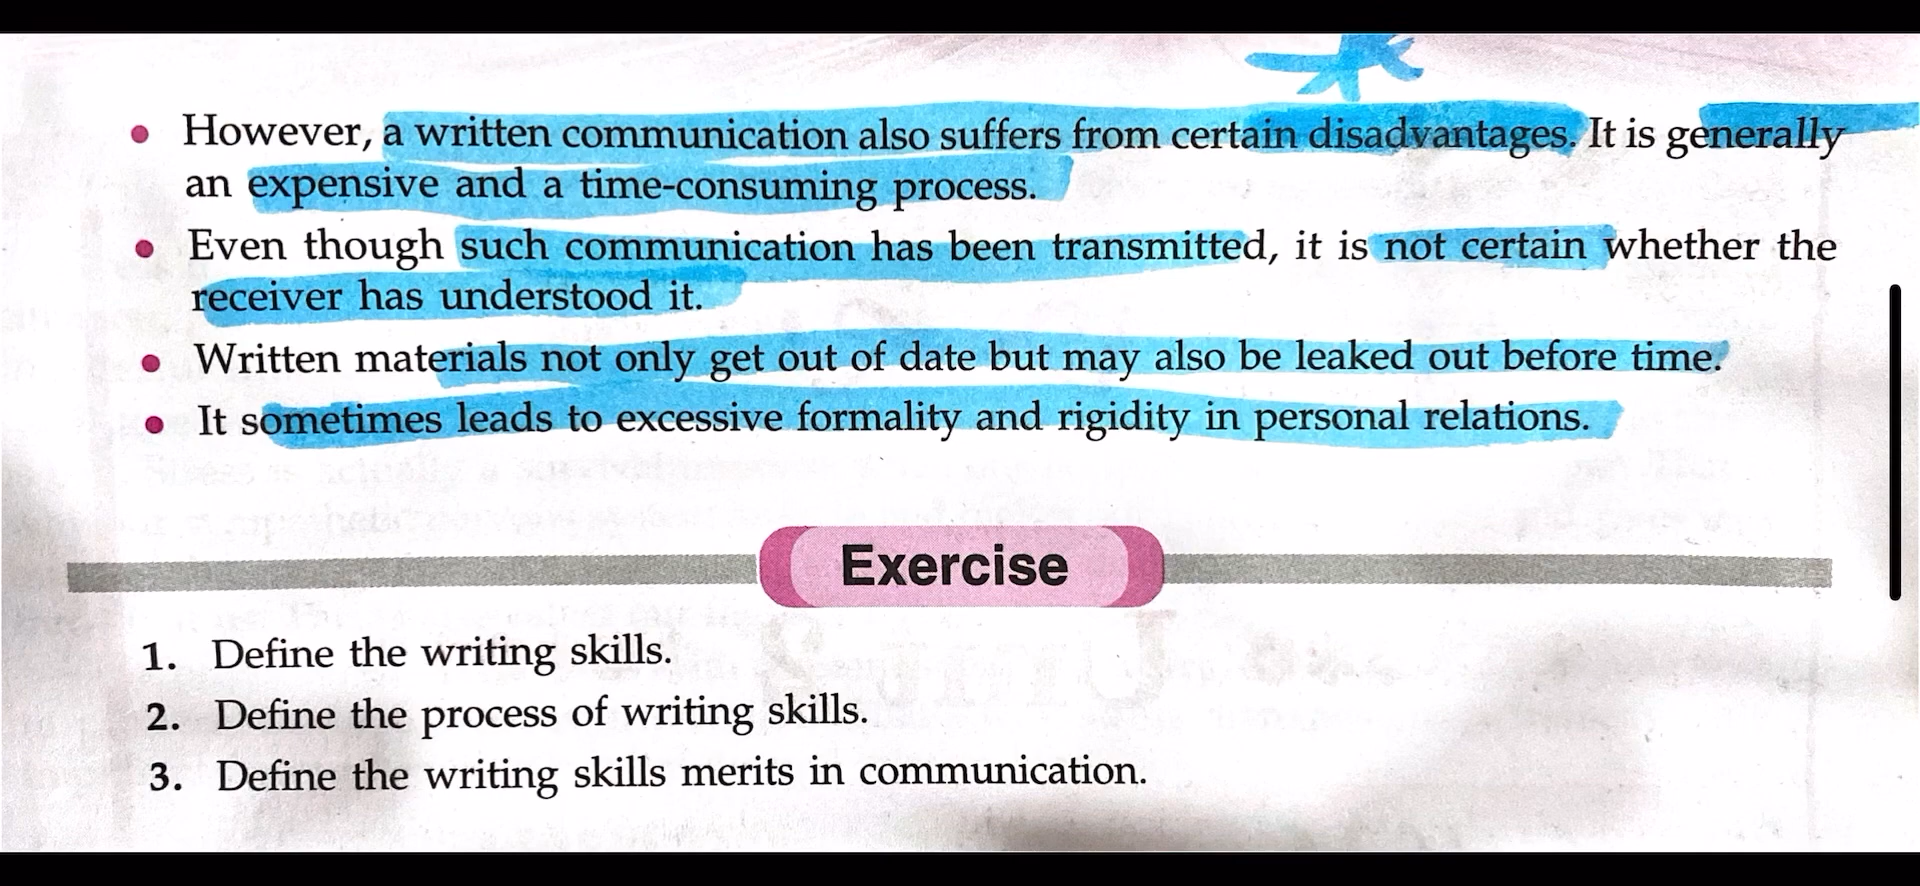 • However, a written communication also suffers from certain disadvantages. It is generally
an expensive and a time-consuming process.
• Even though such communication has been transmitted, it is not certain whether the
receiver has understood it.
• Written materials not only get out of date but may also be leaked out before time.
• It sometimes leads to excessive formality and rigidity in personal relations.
Exercise
1. Define the writing skills.
2. Define the process of writing skills.
3. Define the writing skills merits in communication.